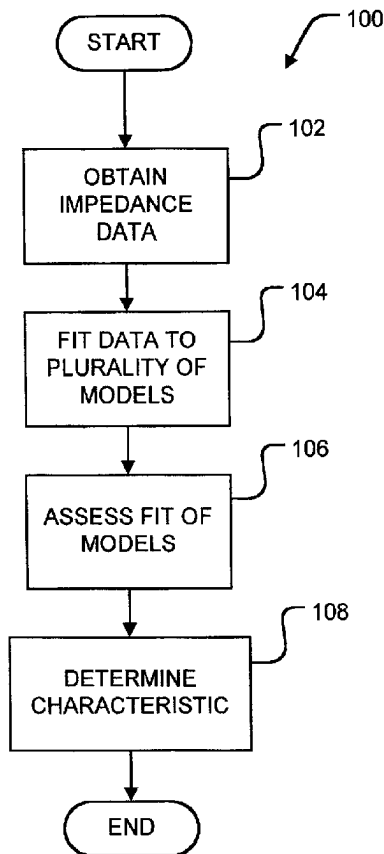 START
100
102
OBTAIN
IMPEDANCE
DATA
104
FIT DATA TO
PLURALITY OF
MODELS
106
ASSESS FIT OF
MODELS
108
DETERMINE
CHARACTERISTIC
END